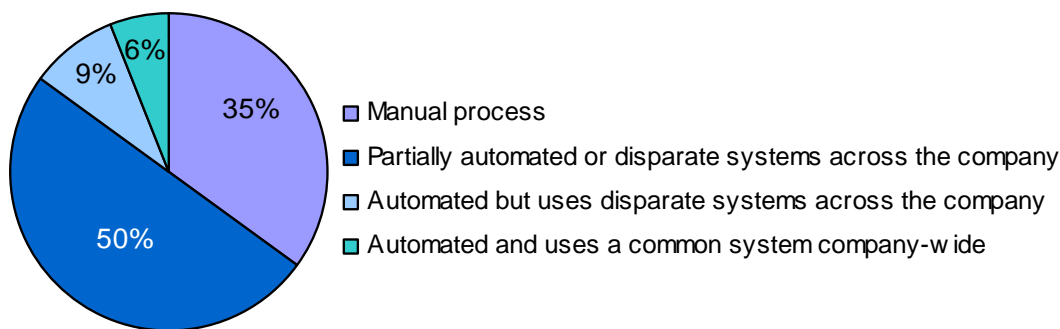 6%
9%
35%
50%
Manual process
Partially automated or disparate systems across the company
Automated but uses disparate systems across the company
Automated and uses a common system company-wide